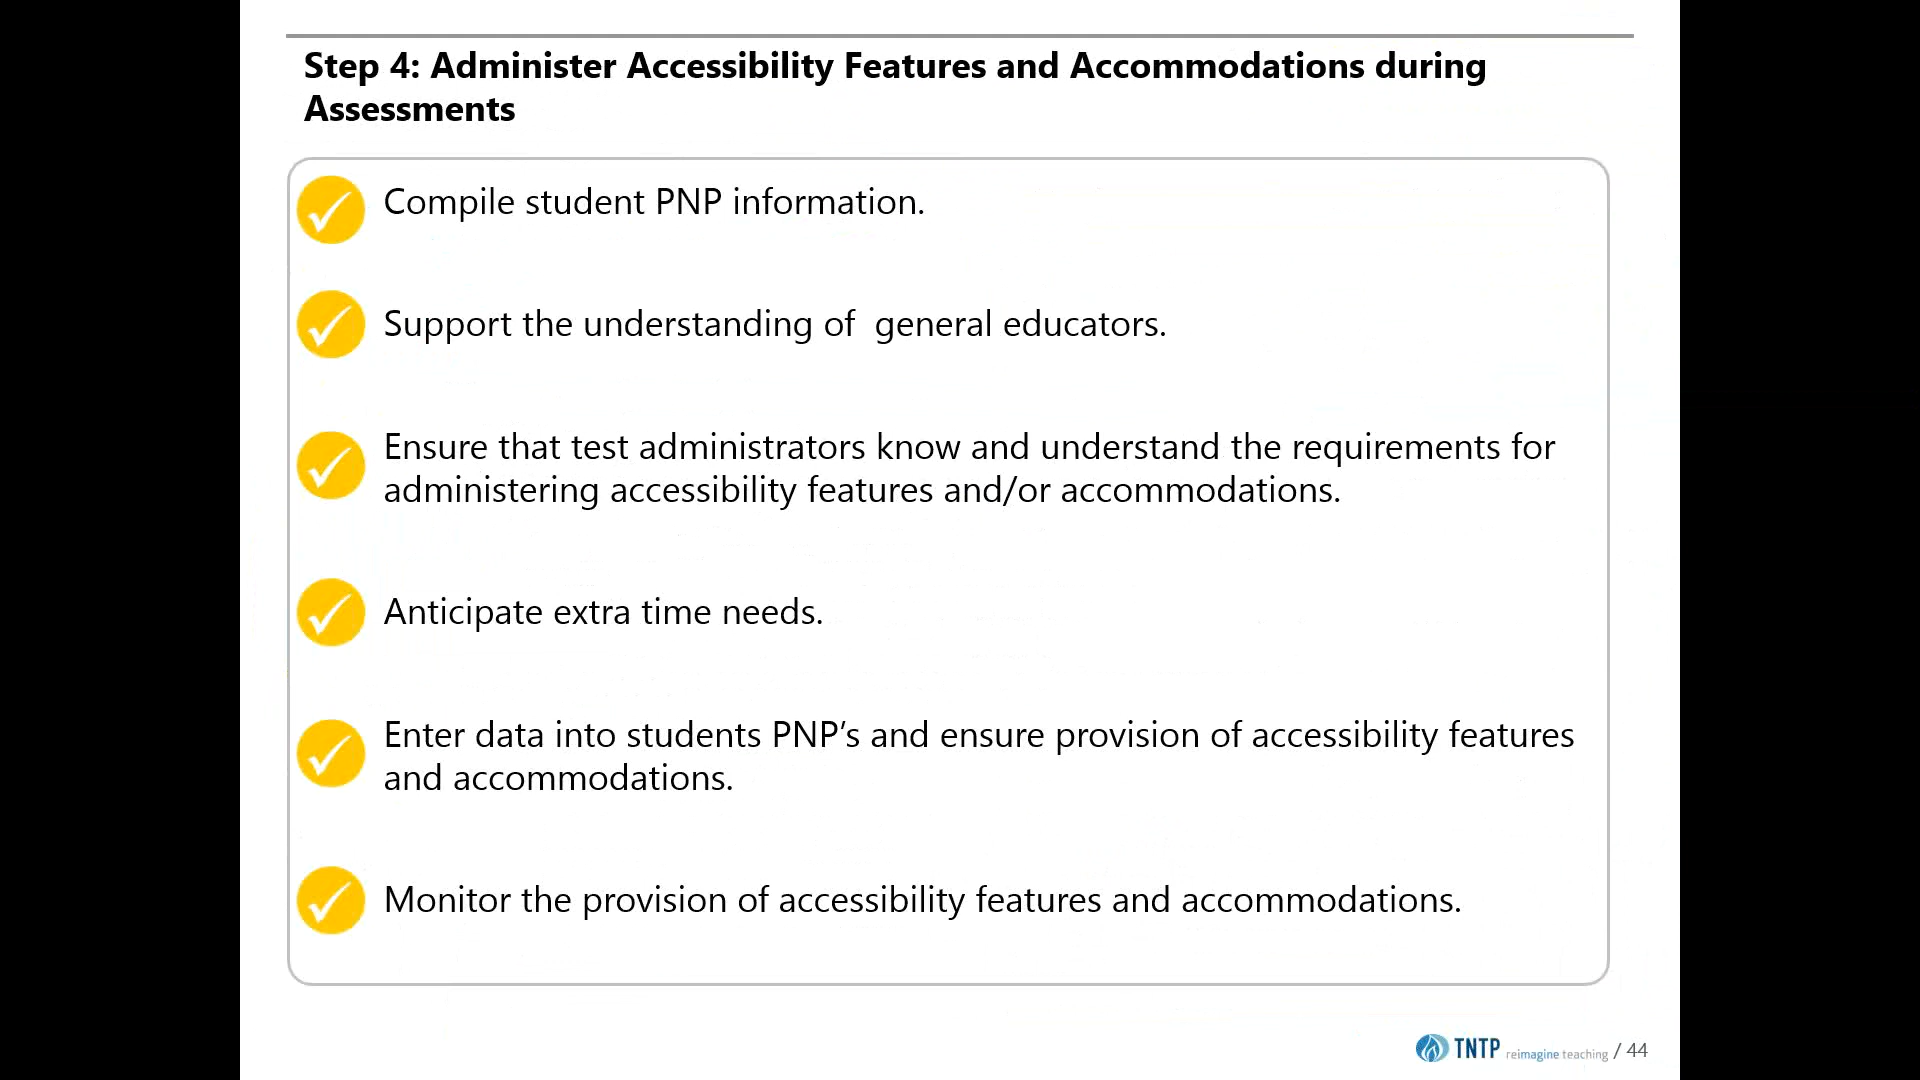 Step 4: Administer Accessibility Features and Accommodations during
Assessments
Compile student PNP information.
Support the understanding of  general educators.
Ensure that test administrators know and understand the requirements for
administering accessibility features and/or accommodations.
Anticipate extra time needs.
Enter data into students PNP’s and ensure provision of accessibility features
and accommodations.
Monitor the provision of accessibility features and accommodations.
TNTP reimagine teaching / 44